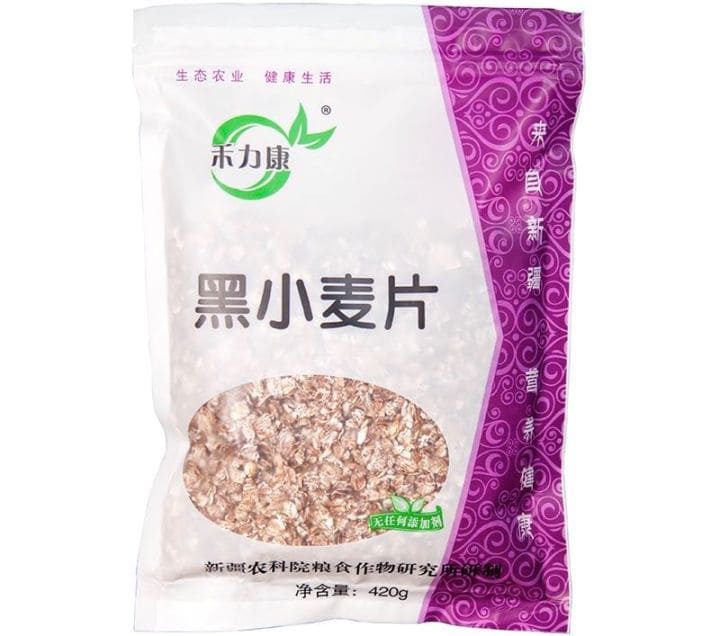 生态农业 健康生活
®
禾力康
来自新疆 营养健康
黑小麦片
无任何添加剂
新疆农科院粮食作物研究所研制
净含量：420g